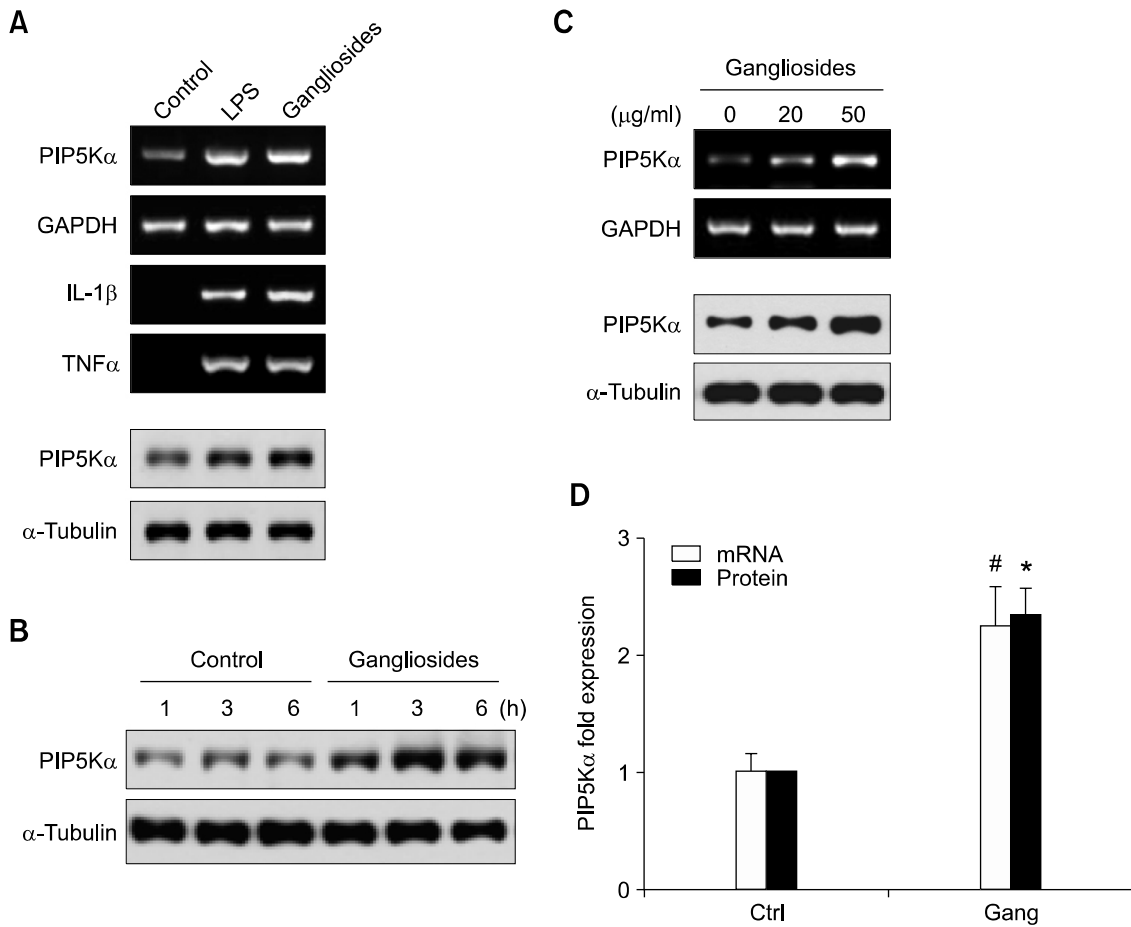 A
Control LPS Gangliosides
PIP5Kα
GAPDH
IL-1β
TNFα
PIP5Kα
α-Tubulin
B
Control Gangliosides
1 3 6 1 3 6 (h)
PIP5Kα
α-Tubulin
C
Gangliosides
(μg/ml) 0 20 50
PIP5Kα
GAPDH
PIP5Kα
α-Tubulin
D
PIP5Kα fold expression
3
2
1
0
mRNA
Protein
# *
Ctrl Gang